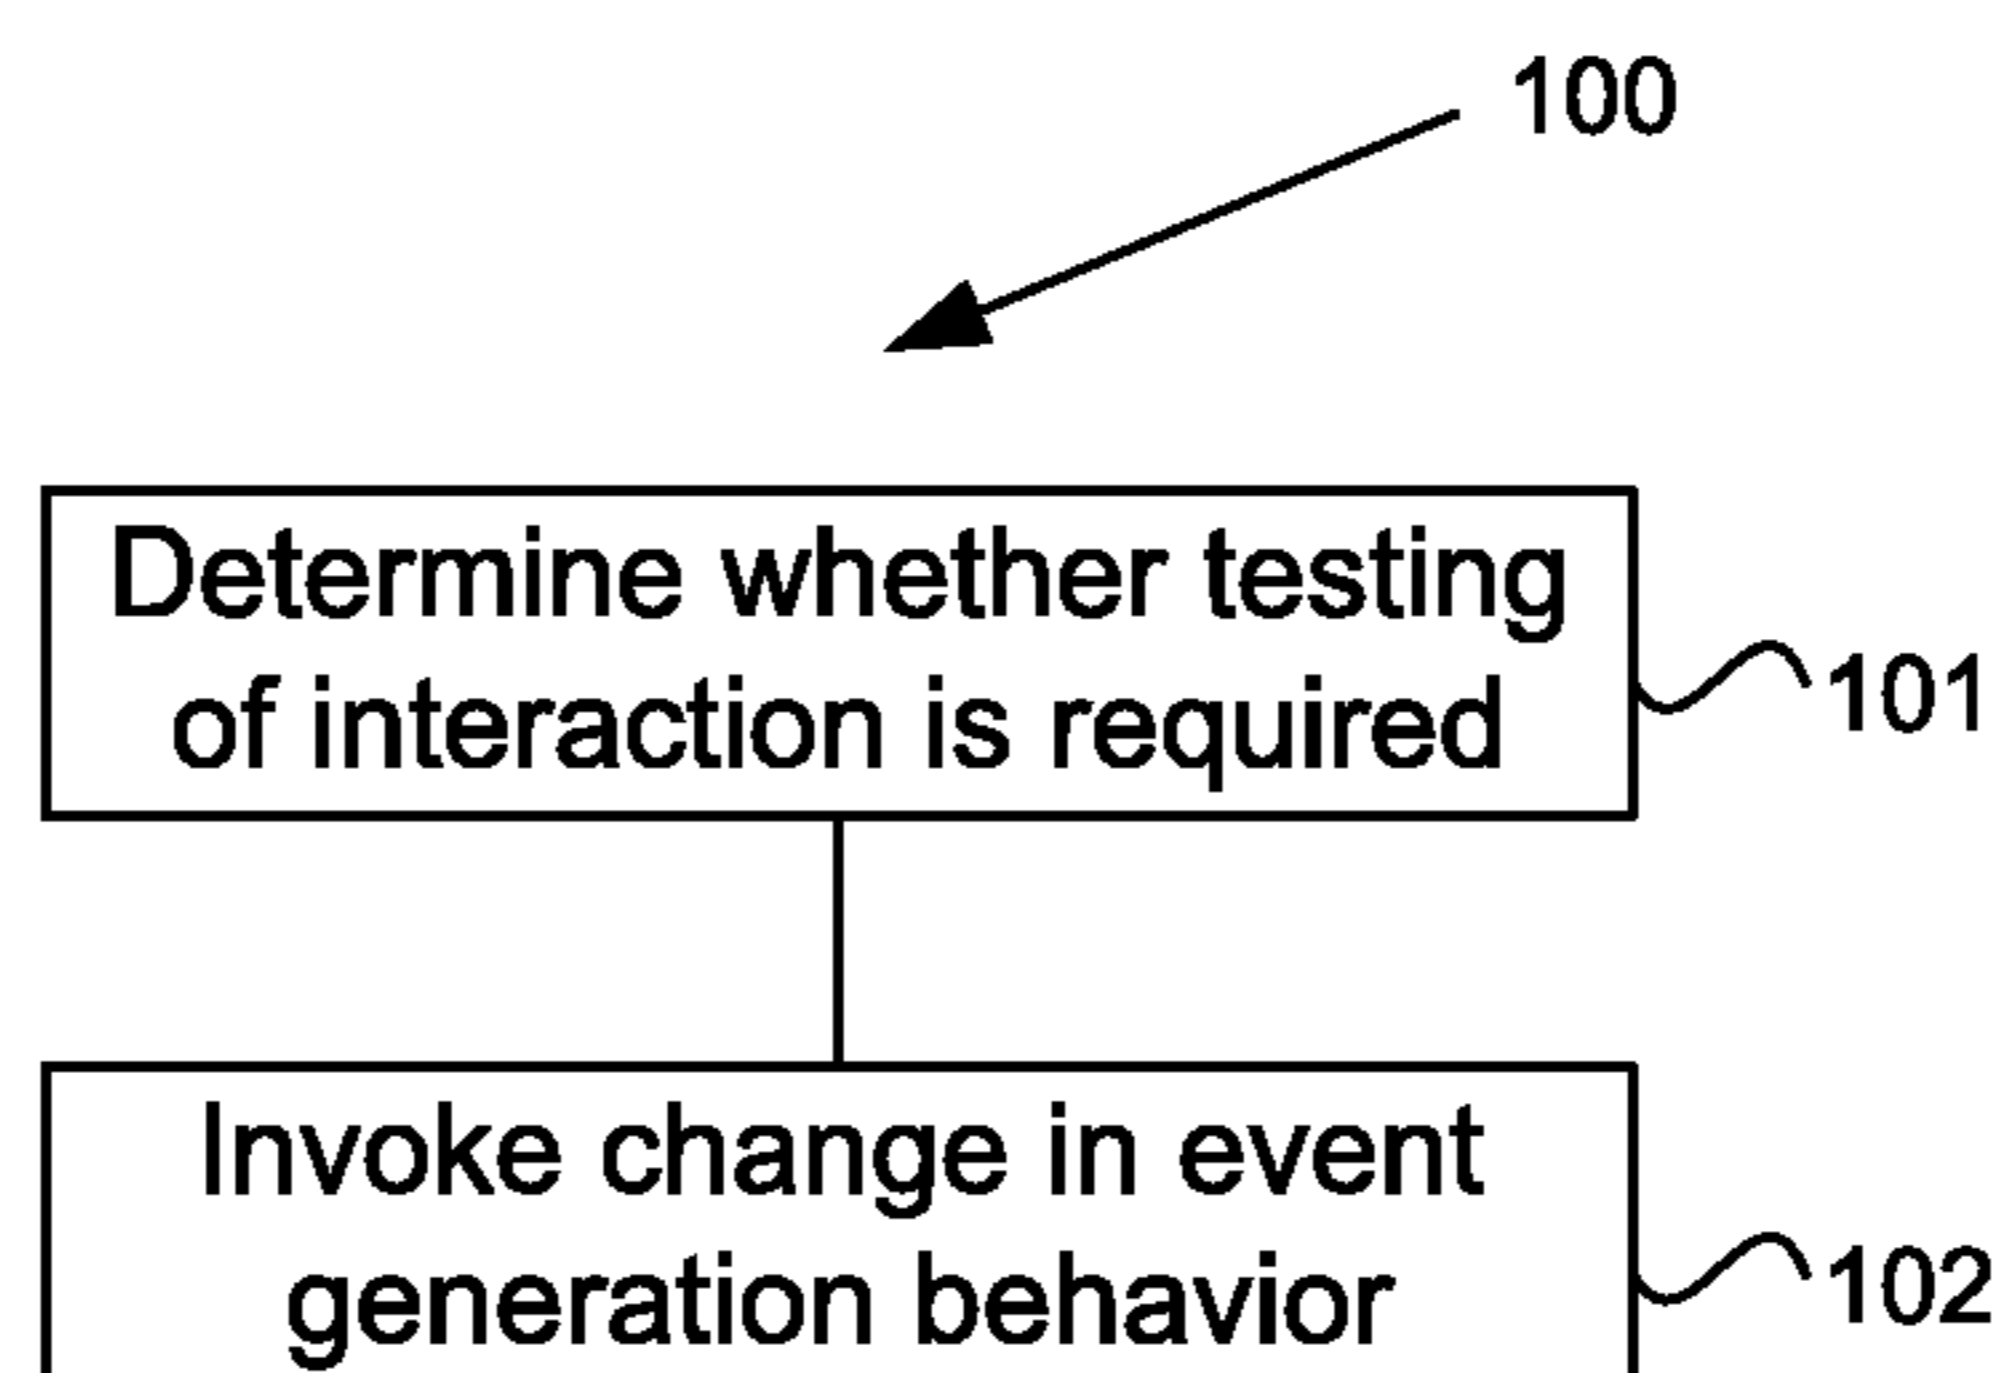 100
Determine whether testing
of interaction is required
101
Invoke change in event
generation behavior
102